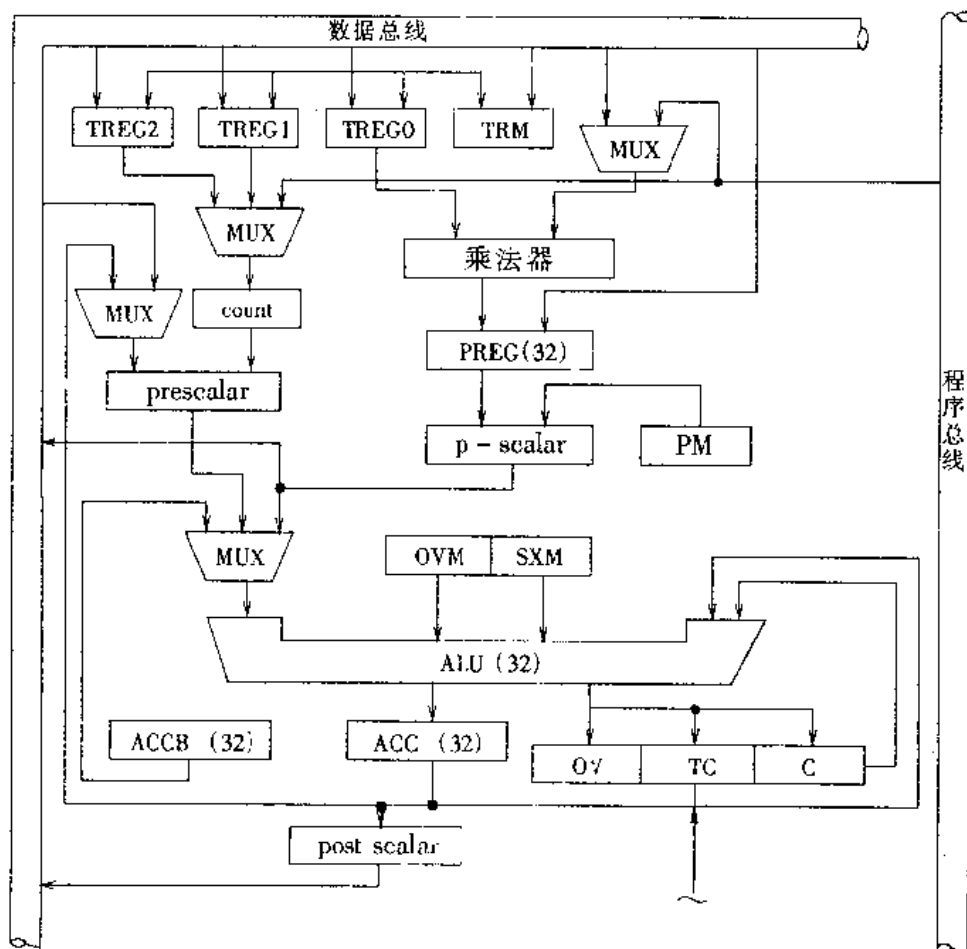 数据总线
TREG2 TREG1 TREG0 TRM
MUX
MUX
乘法器
MUX
count
PREG(32)
prescalar
程序总线
p-scalar
PM
MUX
OVM SXM
ALU (32)
ACCB (32)
ACC (32)
OV TC C
post scalar